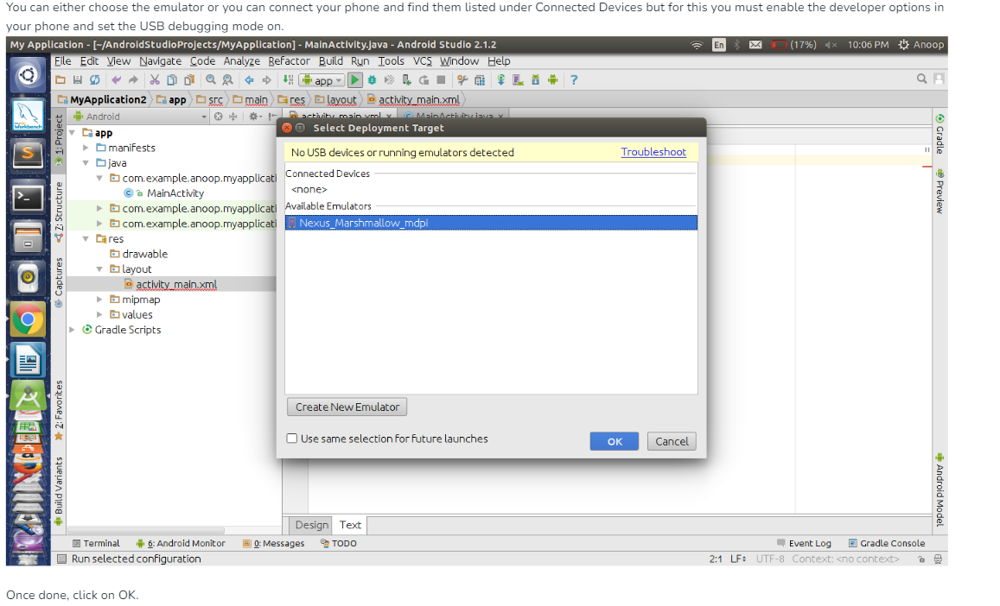 You can either choose the emulator or you can connect your phone and find them listed under Connected Devices but for this you must enable the developer options in
your phone and set the USB debugging mode on.
My Application - [~/AndroidStudioProjects/MyApplication] - MainActivity.java - Android Studio 2.1.2
En
(17%)
10:06 PM
Anoop
File Edit View Navigate Code Analyze Refactor Build Run Tools VCS Window Help
app
?
MyApplication2 app src main res layout activity_main.xml
Android
activity_main.xml MainActivity.java
1: Project
Z: Structure
Captures
2: Favorites
Build Variants
Workbench
app
manifests
java
com.example.anoop.myapplicati
MainActivity
com.example.anoop.myapplicati
com.example.anoop.myapplicati
res
drawable
layout
activity_main.xml
mipmap
values
Gradle Scripts
Select Deployment Target
No USB devices or running emulators detected Troubleshoot
Connected Devices
<none>
Available Emulators
Nexus_Marshmallow_mdpi
Create New Emulator
Use same selection for future launches
OK Cancel
Gradle
Preview
Android Model
Design Text
Terminal 6: Android Monitor 0: Messages TODO Event Log Gradle Console
Run selected configuration 2:1 LF÷ UTF-8 Context: <no context>
Once done, click on OK.